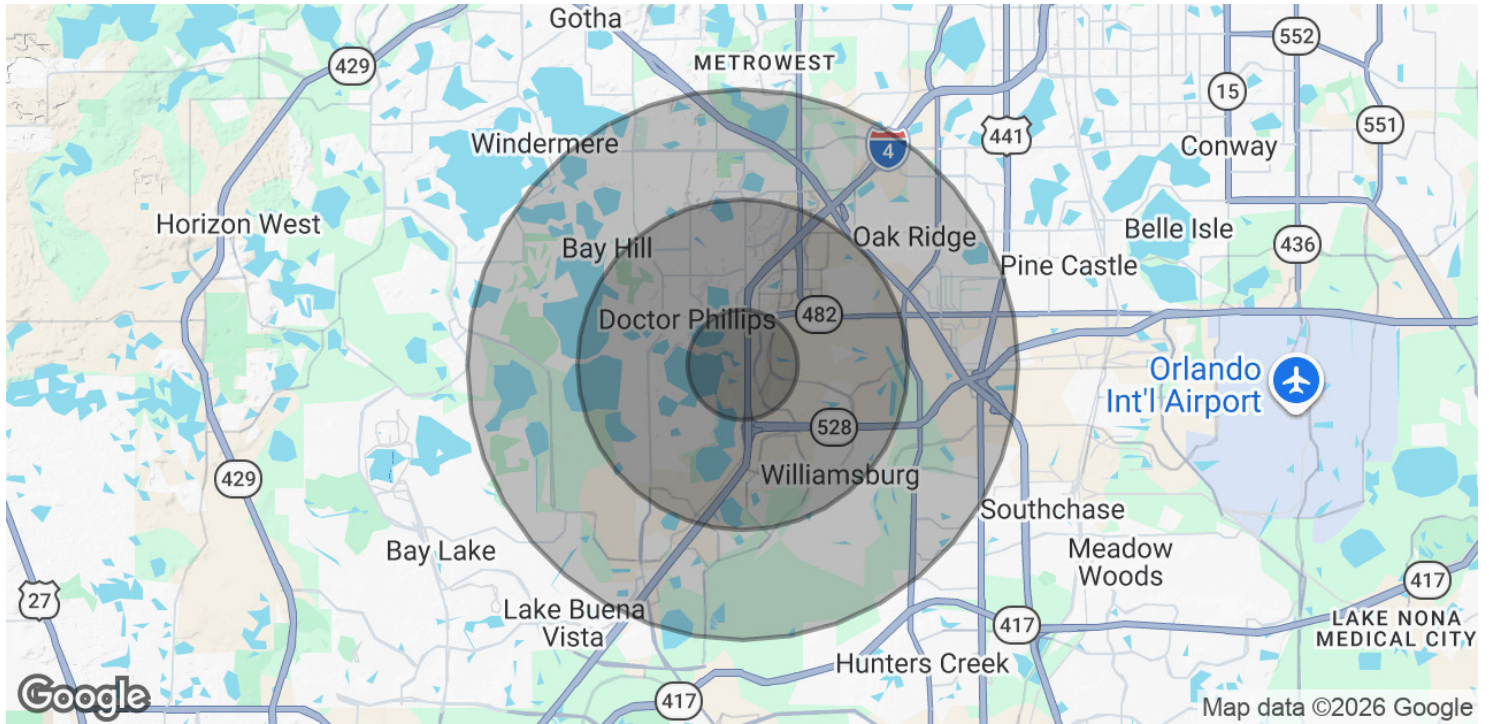 Gotha
552
429
METROWEST
15
551
441
4
Windermere
Conway
Horizon West
Belle Isle
Bay Hill
Oak Ridge
436
Pine Castle
Doctor Phillips
482
Orlando
Int'l Airport
528
Williamsburg
429
Southchase
Bay Lake
Meadow
Woods
417
27
Lake Buena
Vista
417
LAKE NONA
MEDICAL CITY
Hunters Creek
417
Google
Map data ©2026 Google